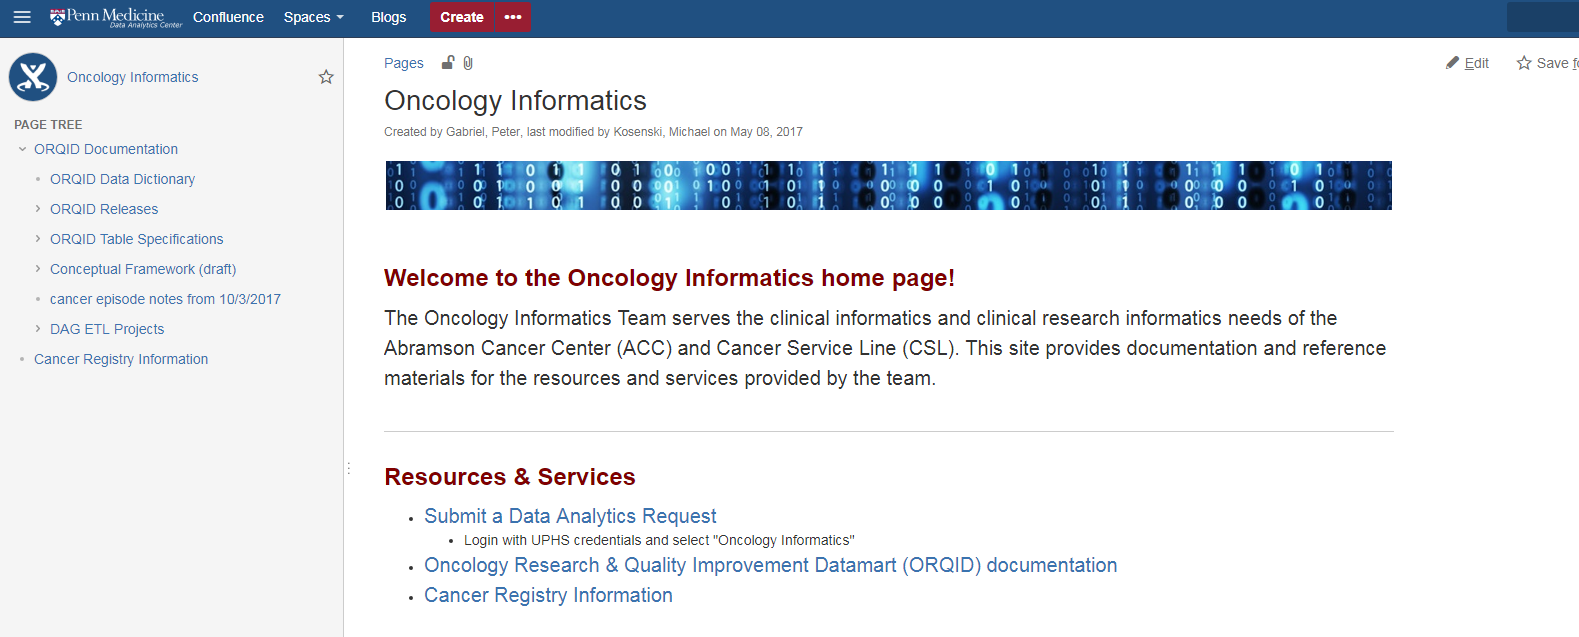 Penn Medicine
Data Analytics Center
Confluence
Spaces
Blogs
Create
Oncology Informatics
PAGE TREE
ORQID Documentation
ORQID Data Dictionary
ORQID Releases
ORQID Table Specifications
Conceptual Framework (draft)
cancer episode notes from 10/3/2017
DAG ETL Projects
Cancer Registry Information
Pages
Edit
Save
Oncology Informatics
Created by Gabriel, Peter, last modified by Kosenski, Michael on May 08, 2017
Welcome to the Oncology Informatics home page!
The Oncology Informatics Team serves the clinical informatics and clinical research informatics needs of the
Abramson Cancer Center (ACC) and Cancer Service Line (CSL). This site provides documentation and reference
materials for the resources and services provided by the team.
Resources & Services
Submit a Data Analytics Request
Login with UPHS credentials and select "Oncology Informatics"
Oncology Research & Quality Improvement Datamart (ORQID) documentation
Cancer Registry Information